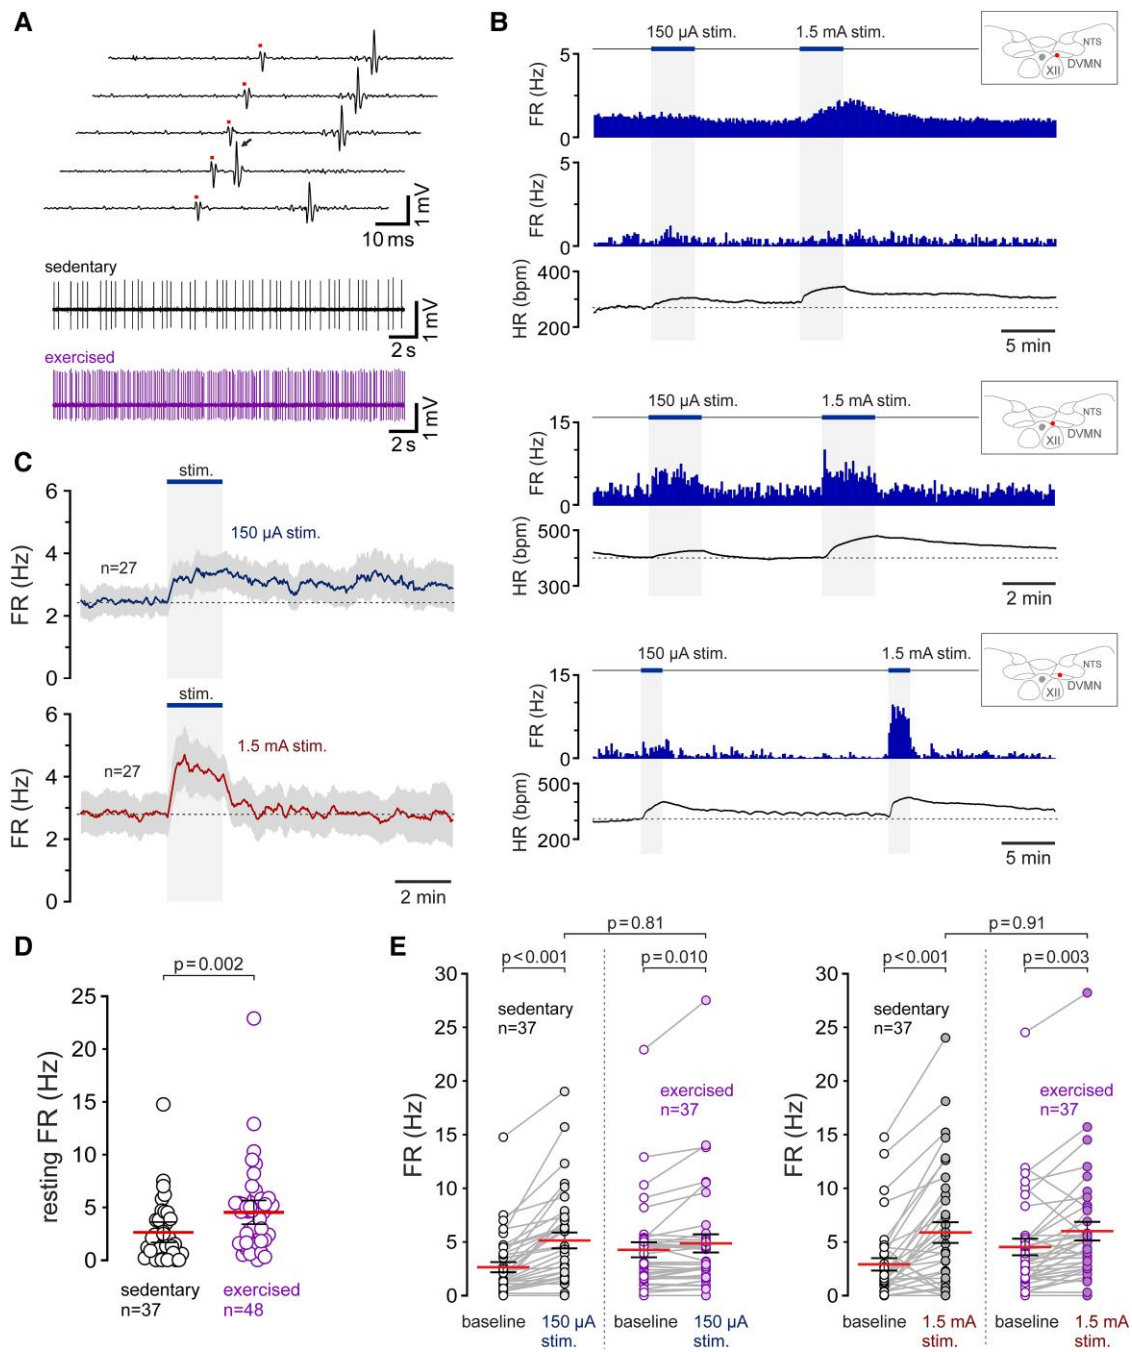 A
1 mV
10 ms
sedentary
1 mV
2 s
exercised
1 mV
2 s
B
150 µA stim.
1.5 mA stim.
NTS
DVMN
XII
5
FR (Hz)
0
5
FR (Hz)
0
400
HR (bpm)
200
5 min
150 µA stim.
1.5 mA stim.
NTS
DVMN
XII
15
FR (Hz)
0
500
HR (bpm)
300
2 min
150 µA stim.
1.5 mA stim.
NTS
DVMN
XII
15
FR (Hz)
0
500
HR (bpm)
200
5 min
C
stim.
6
150 µA stim.
4
n=27
FR (Hz)
2
0
stim.
6
1.5 mA stim.
n=27
4
FR (Hz)
2
0
2 min
D
p=0.002
25
20
15
10
5
0
resting FR (Hz)
sedentary
n=37
exercised
n=48
E
p=0.81
p<0.001
p=0.010
30
25
20
15
10
5
0
FR (Hz)
sedentary
n=37
exercised
n=37
baseline
150 µA
stim.
baseline
150 µA
stim.
p=0.91
p<0.001
p=0.003
30
25
20
15
10
5
0
FR (Hz)
sedentary
n=37
exercised
n=37
baseline
1.5 mA
stim.
baseline
1.5 mA
stim.